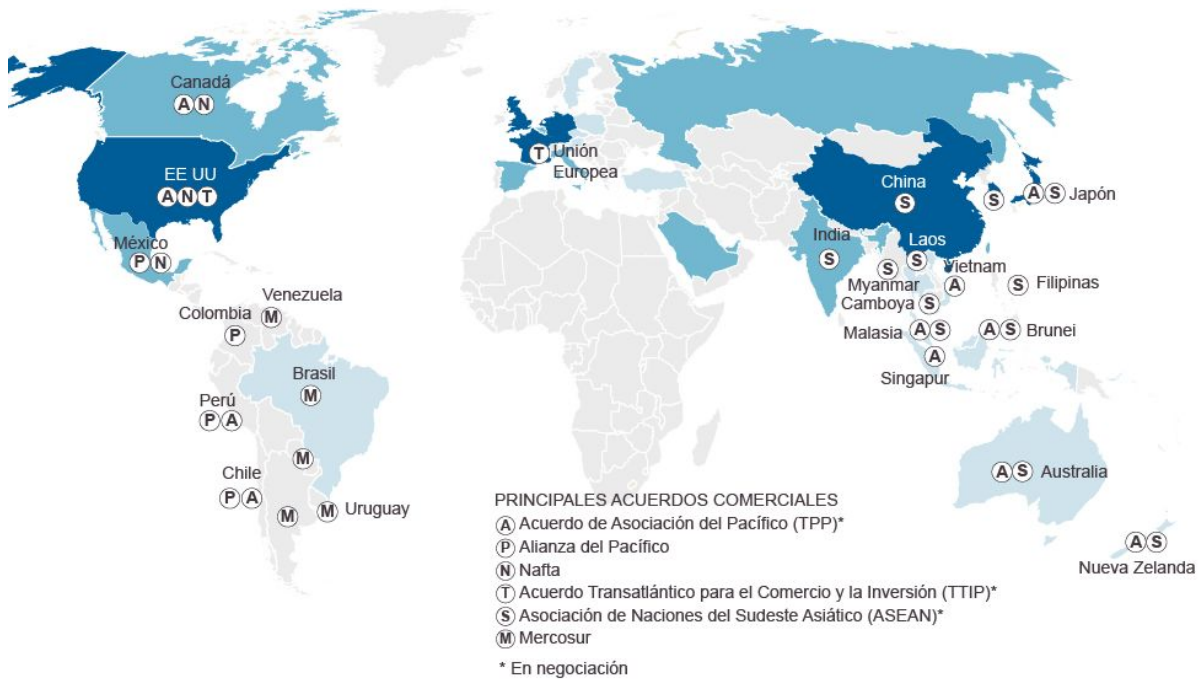 Canadá
A N
EE UU
A N T
México
P N
Venezuela
M
Colombia
P
Brasil
M
Perú
P A
M
Chile
P A
M
M Uruguay
T Unión
Europea
China
S
S
A S Japón
India
S
Laos
S
S
Myanmar
Vietnam
A
Camboya S
S Filipinas
Malasia A S
A S Brunei
A
Singapur
A S Australia
A S
Nueva Zelanda
PRINCIPALES ACUERDOS COMERCIALES
A Acuerdo de Asociación del Pacífico (TPP)*
P Alianza del Pacífico
N Nafta
T Acuerdo Transatlántico para el Comercio y la Inversión (TTIP)*
S Asociación de Naciones del Sudeste Asiático (ASEAN)*
M Mercosur
* En negociación